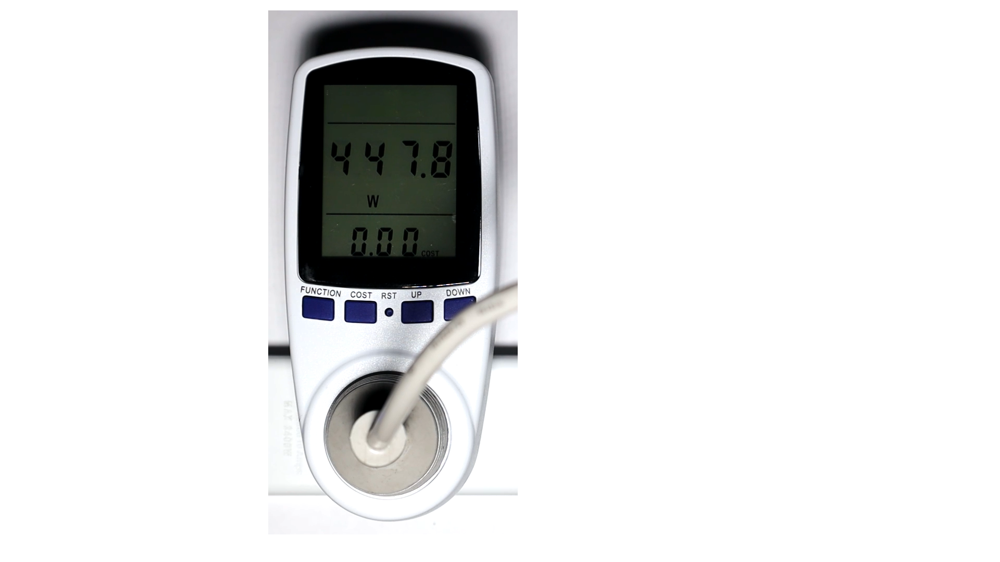 447.8
W
0.00 COST
FUNCTION COST RST UP DOWN